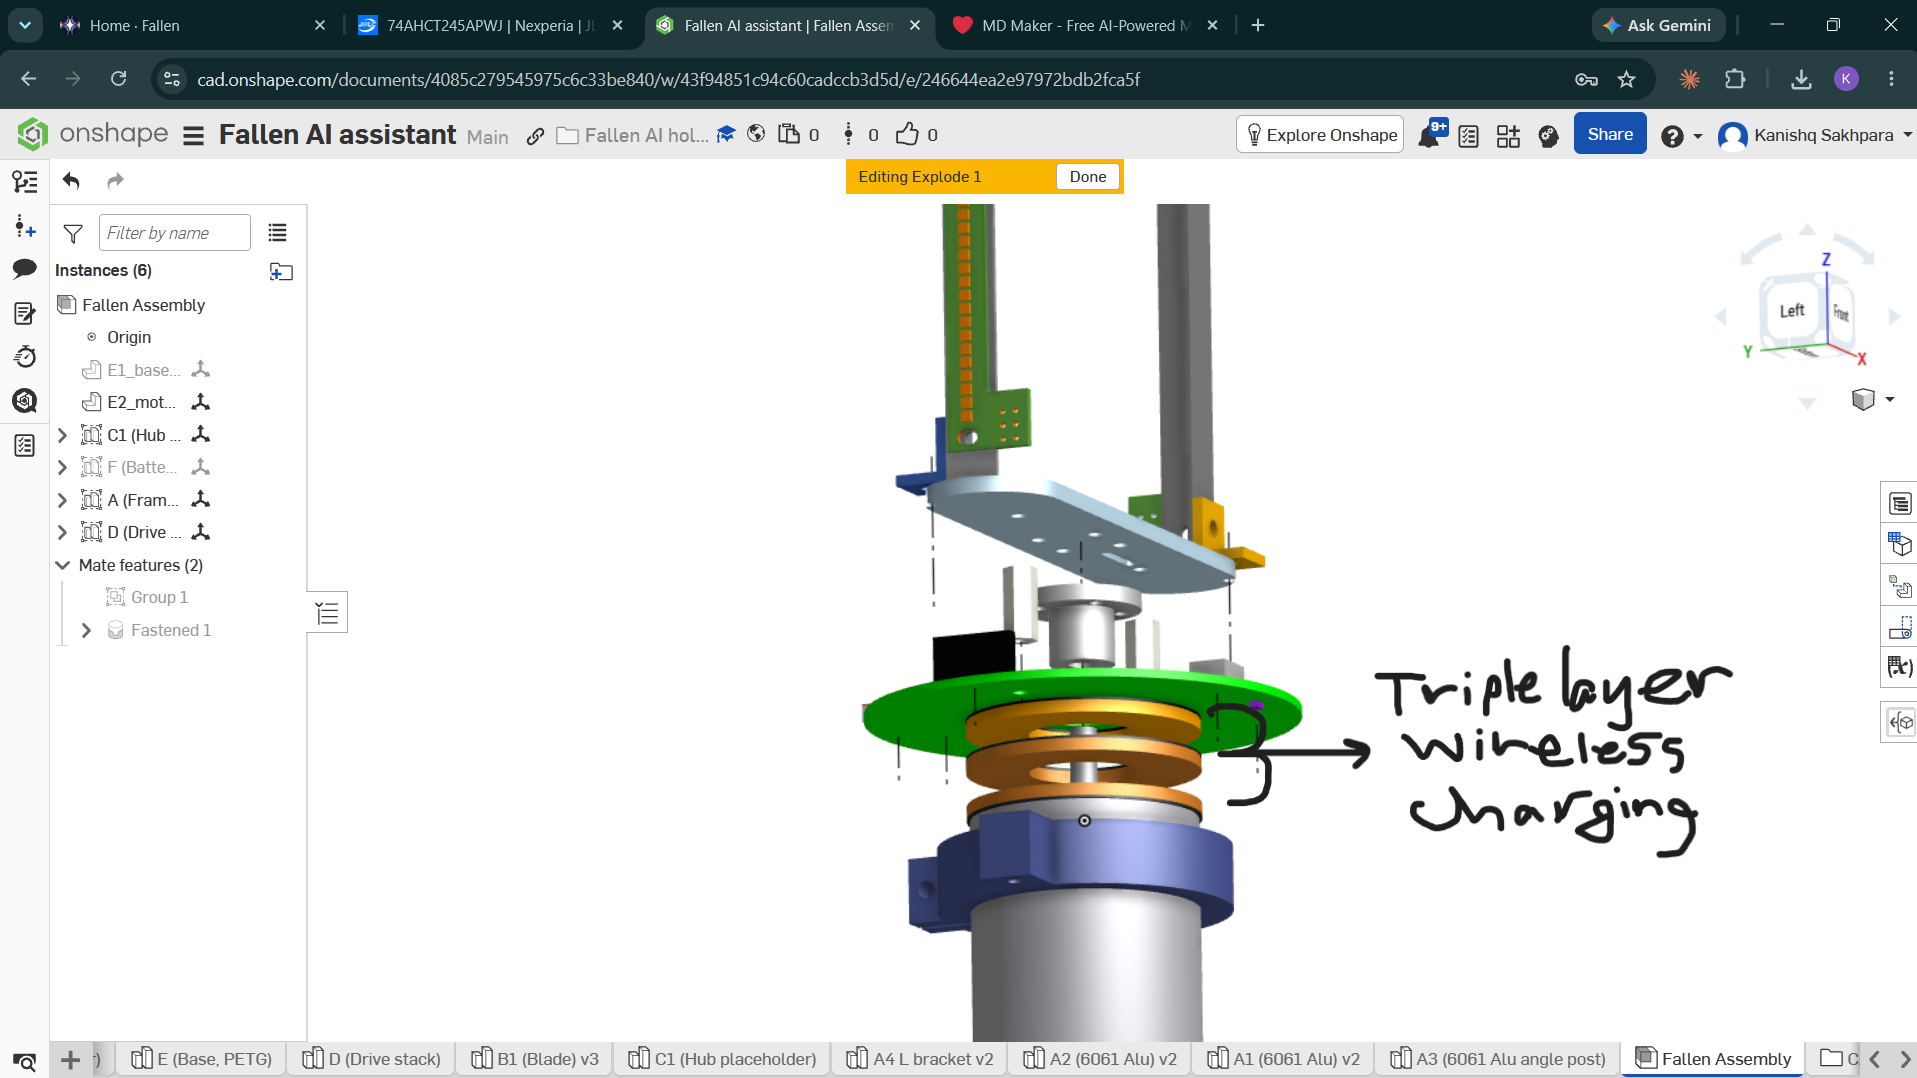 Home · Fallen
74AHCT245APWJ | Nexperia | JL
Fallen AI assistant | Fallen Assem
MD Maker - Free AI-Powered M
Ask Gemini
cad.onshape.com/documents/4085c279545975c6c33be840/w/43f94851c94c60cadccb3d5d/e/246644ea2e97972bdb2fca5f
K
onshape
Fallen AI assistant
Main
Fallen AI hol...
0
0
0
Explore Onshape
9+
Share
Kanishq Sakhpara
Editing Explode 1
Done
Filter by name
Instances (6)
Fallen Assembly
Origin
E1_base...
E2_mot...
C1 (Hub ...
F (Batte...
A (Fram...
D (Drive ...
Mate features (2)
Group 1
Fastened 1
Z
Left
Front
Y
X
Triple layer
wireless
charging
E (Base, PETG)
D (Drive stack)
B1 (Blade) v3
C1 (Hub placeholder)
A4 L bracket v2
A2 (6061 Alu) v2
A1 (6061 Alu) v2
A3 (6061 Alu angle post)
Fallen Assembly
C